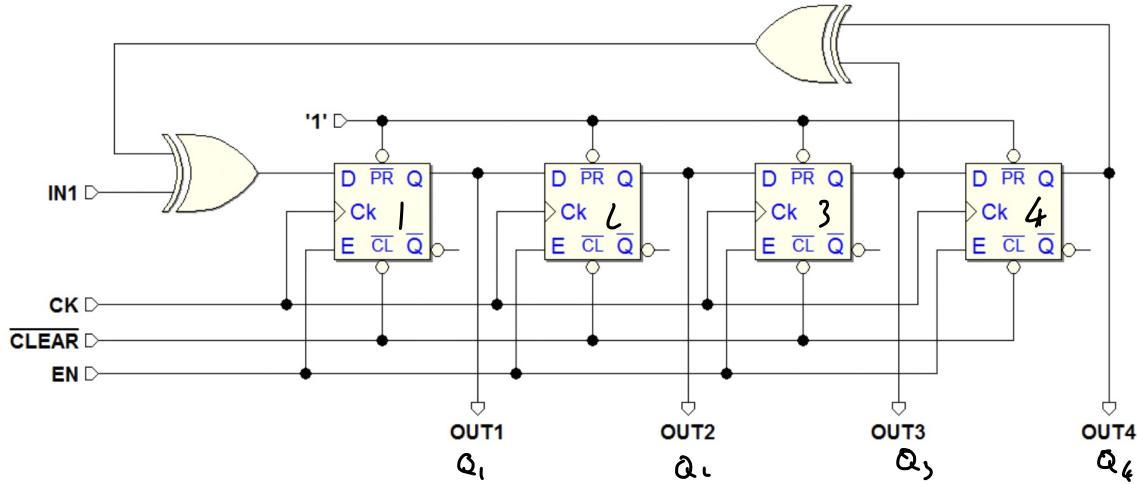 '1'
D PR Q D PR Q D PR Q D PR Q
IN1
Ck 1 Ck 2 Ck 3 Ck 4
E CL Q E CL Q E CL Q E CL Q
CK
CLEAR
EN
OUT1 OUT2 OUT3 OUT4
Q1 Q2 Q3 Q4